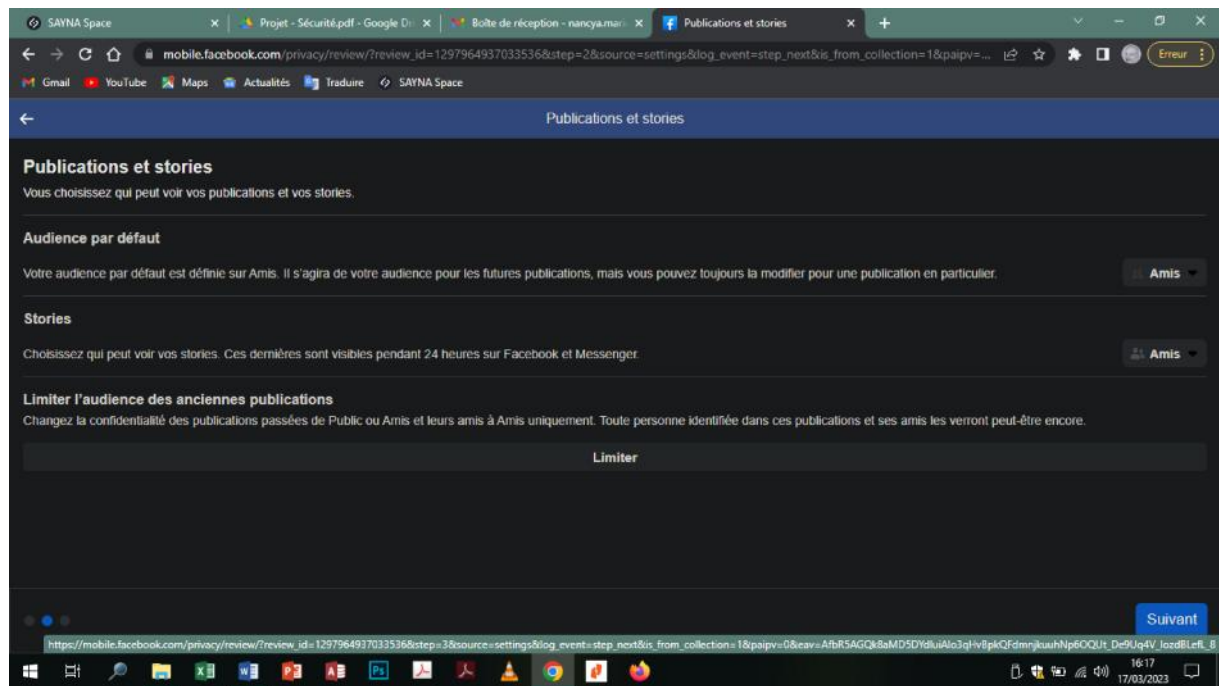 SAYNA Space
Projet - Sécurité.pdf - Google Dri
Boîte de réception - nancya.mari
Publications et stories
mobile.facebook.com/privacy/review/?review_id=1297964937033536&step=2&source=settings&log_event=step_next&is_from_collection=1&paipv=...
Erreur
Gmail
YouTube
Maps
Actualités
Traduire
SAYNA Space
Publications et stories
Publications et stories
Vous choisissez qui peut voir vos publications et vos stories.
Audience par défaut
Votre audience par défaut est définie sur Amis. Il s'agira de votre audience pour les futures publications, mais vous pouvez toujours la modifier pour une publication en particulier.
Amis
Stories
Choisissez qui peut voir vos stories. Ces dernières sont visibles pendant 24 heures sur Facebook et Messenger.
Amis
Limiter l'audience des anciennes publications
Changez la confidentialité des publications passées de Public ou Amis et leurs amis à Amis uniquement. Toute personne identifiée dans ces publications et ses amis les verront peut-être encore.
Limiter
Suivant
16:17
17/03/2023